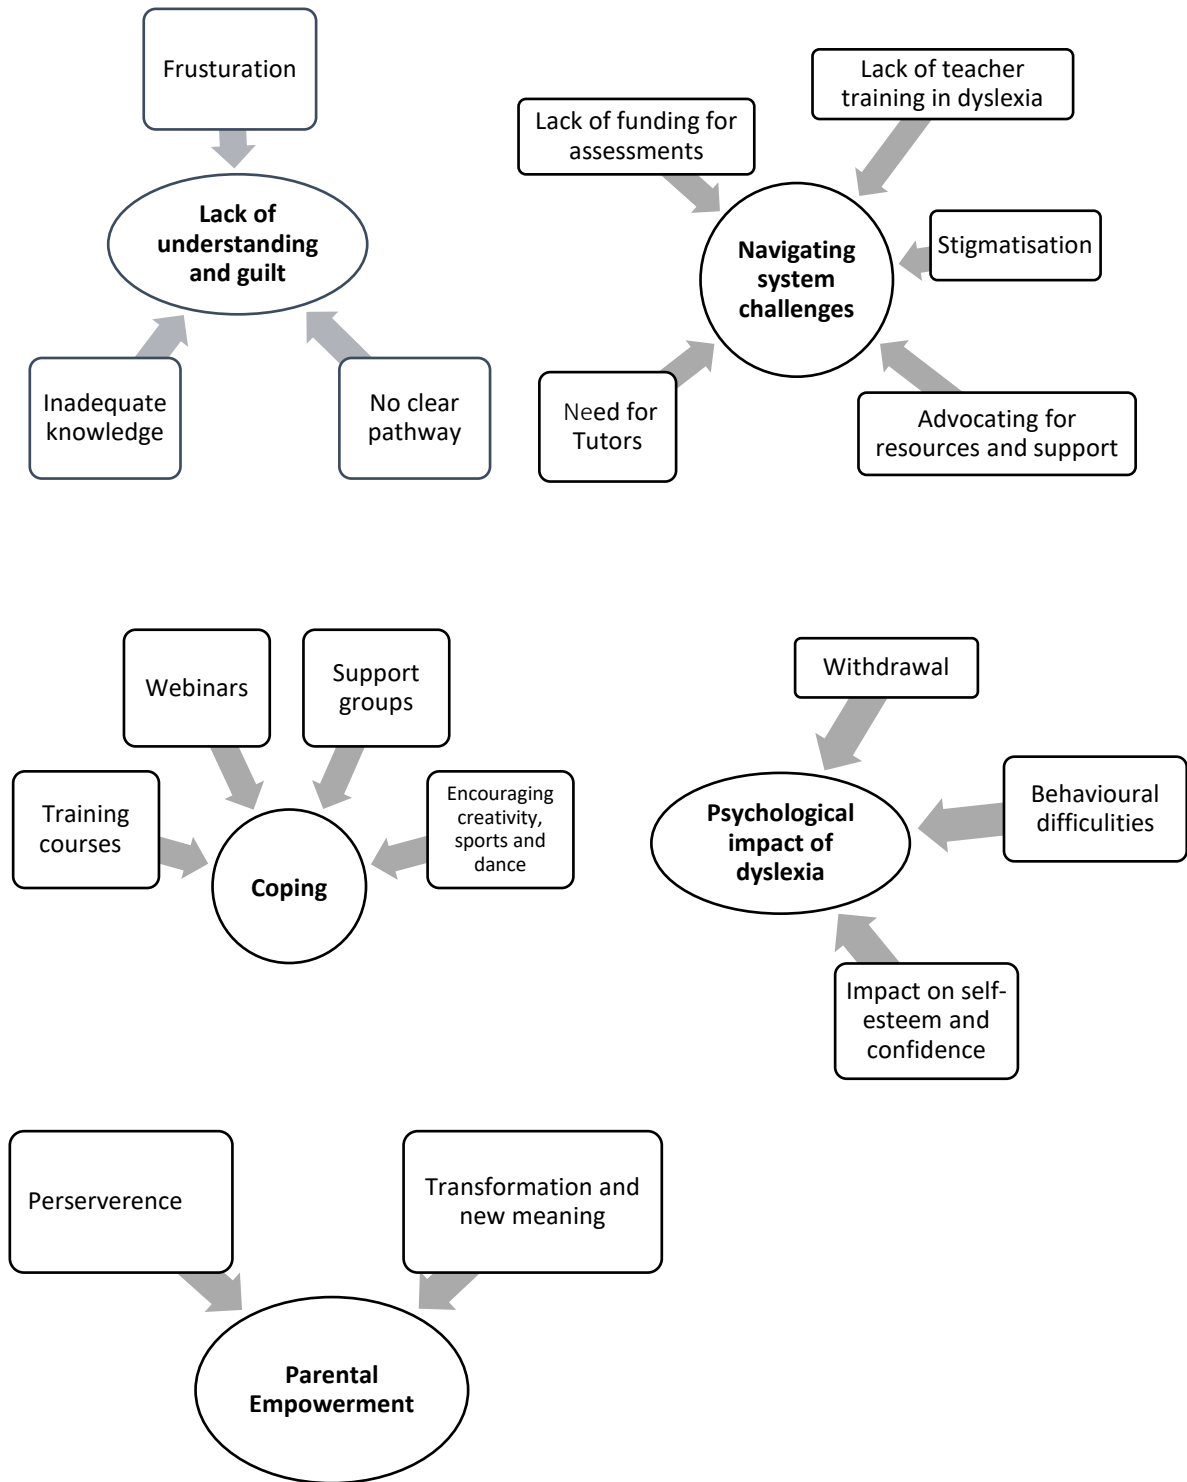 Frusturation
Lack of
understanding
and guilt
Inadequate
knowledge
No clear
pathway
Lack of teacher
training in dyslexia
Lack of funding for
assessments
Navigating
system
challenges
Stigmatisation
Need for
Tutors
Advocating for
resources and support
Webinars
Support
groups
Training
courses
Encouraging
creativity,
sports and
dance
Coping
Withdrawal
Psychological
impact of
dyslexia
Behavioural
difficulities
Impact on self-
esteem and
confidence
Perserverence
Transformation and
new meaning
Parental
Empowerment